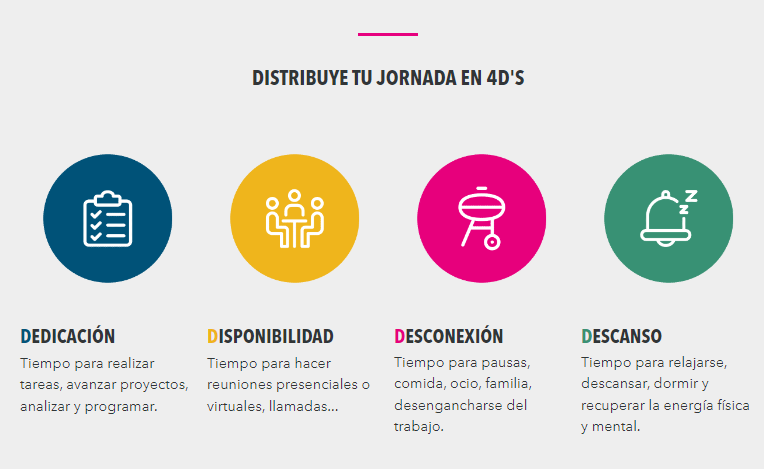 DISTRIBUYE TU JORNADA EN 4D'S
DEDICACIÓN
Tiempo para realizar
tareas, avanzar proyectos,
analizar y programar.
DISPONIBILIDAD
Tiempo para hacer
reuniones presenciales o
virtuales, llamadas...
DESCONEXIÓN
Tiempo para pausas,
comida, ocio, familia,
desengancharse del
trabajo.
DESCANSO
Tiempo para relajarse,
descansar, dormir y
recuperar la energía física
y mental.